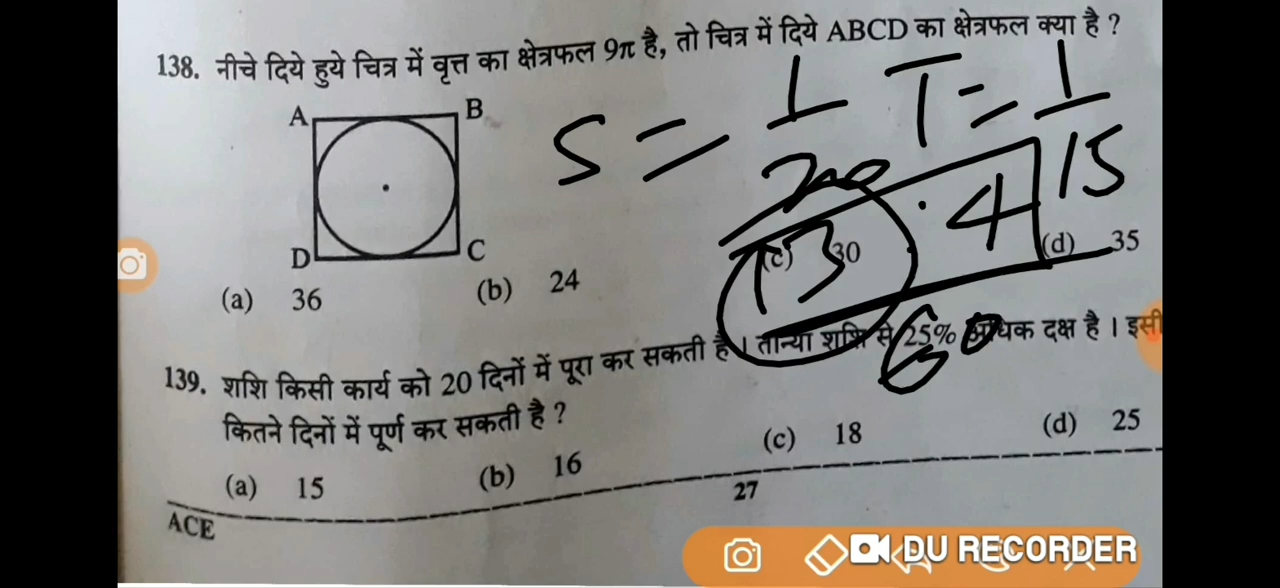 138. नीचे दिये हुये चित्र में वृत्त का क्षेत्रफल 9π है, तो चित्र में दिये ABCD का क्षेत्रफल क्या है ?
A B
D C
S = 1/20 T = 1/15
(3 4
60
(a) 36 (b) 24 (c) 30 (d) 35
139. शशि किसी कार्य को 20 दिनों में पूरा कर सकती है । तान्या शशि से 25% अधिक दक्ष है । इसी
कितने दिनों में पूर्ण कर सकती है ?
(a) 15 (b) 16 (c) 18 (d) 25
27
ACE
DU RECORDER